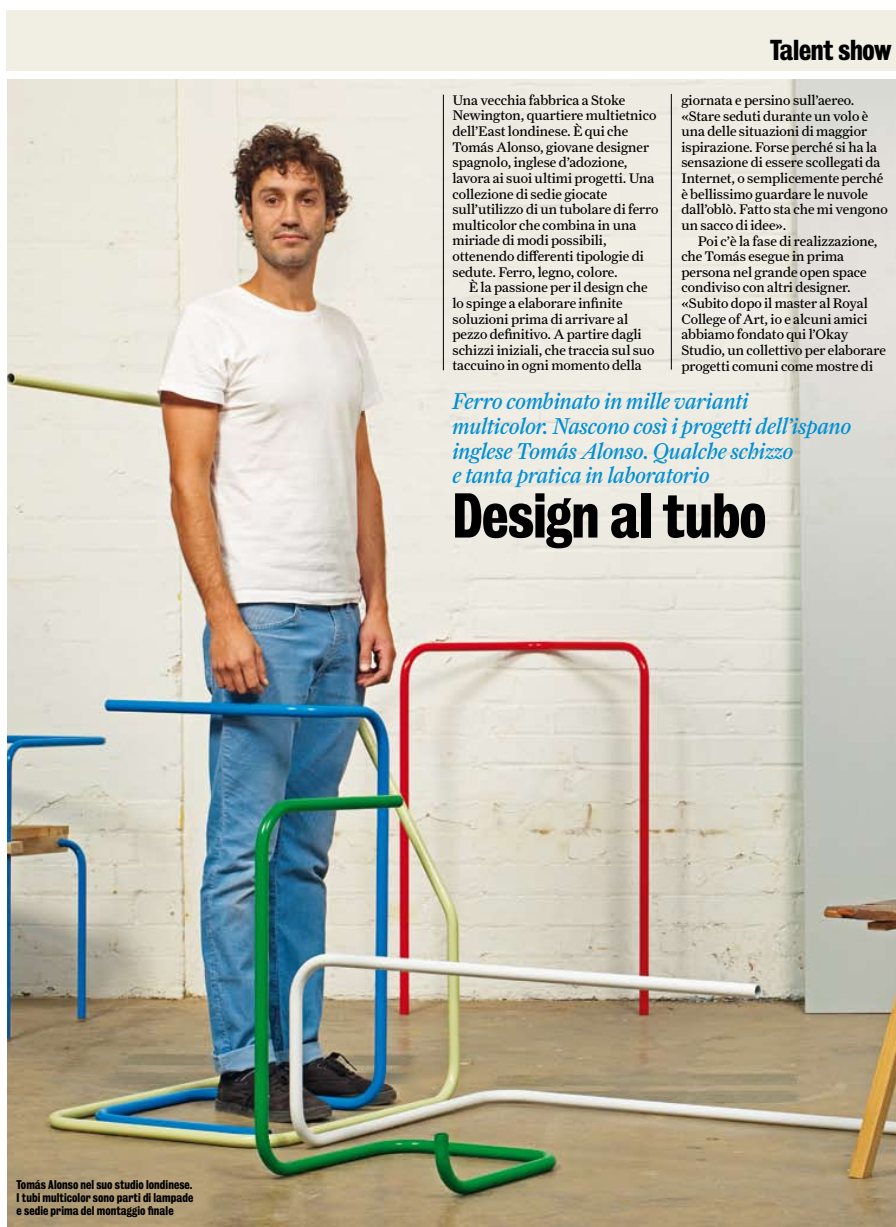 Talent show
Una vecchia fabbrica a Stoke
Newington, quartiere multietnico
dell'East londinese. È qui che
Tomás Alonso, giovane designer
spagnolo, inglese d'adozione,
lavora ai suoi ultimi progetti. Una
collezione di sedie giocate
sull'utilizzo di un tubolare di ferro
multicolor che combina in una
miriade di modi possibili,
ottenendo differenti tipologie di
sedute. Ferro, legno, colore.
È la passione per il design che
lo spinge a elaborare infinite
soluzioni prima di arrivare al
pezzo definitivo. A partire dagli
schizzi iniziali, che traccia sul suo
taccuino in ogni momento della
giornata e persino sull'aereo.
«Stare seduti durante un volo è
una delle situazioni di maggior
ispirazione. Forse perché si ha la
sensazione di essere scollegati da
Internet, o semplicemente perché
è bellissimo guardare le nuvole
dall'oblò. Fatto sta che mi vengono
un sacco di idee».
Poi c'è la fase di realizzazione,
che Tomás esegue in prima
persona nel grande open space
condiviso con altri designer.
«Subito dopo il master al Royal
College of Art, io e alcuni amici
abbiamo fondato qui l'Okay
Studio, un collettivo per elaborare
progetti comuni come mostre di
Ferro combinato in mille varianti
multicolor. Nascono così i progetti dell'ispano
inglese Tomás Alonso. Qualche schizzo
e tanta pratica in laboratorio
Design al tubo
Tomás Alonso nel suo studio londinese.
I tubi multicolor sono parti di lampade
e sedie prima del montaggio finale